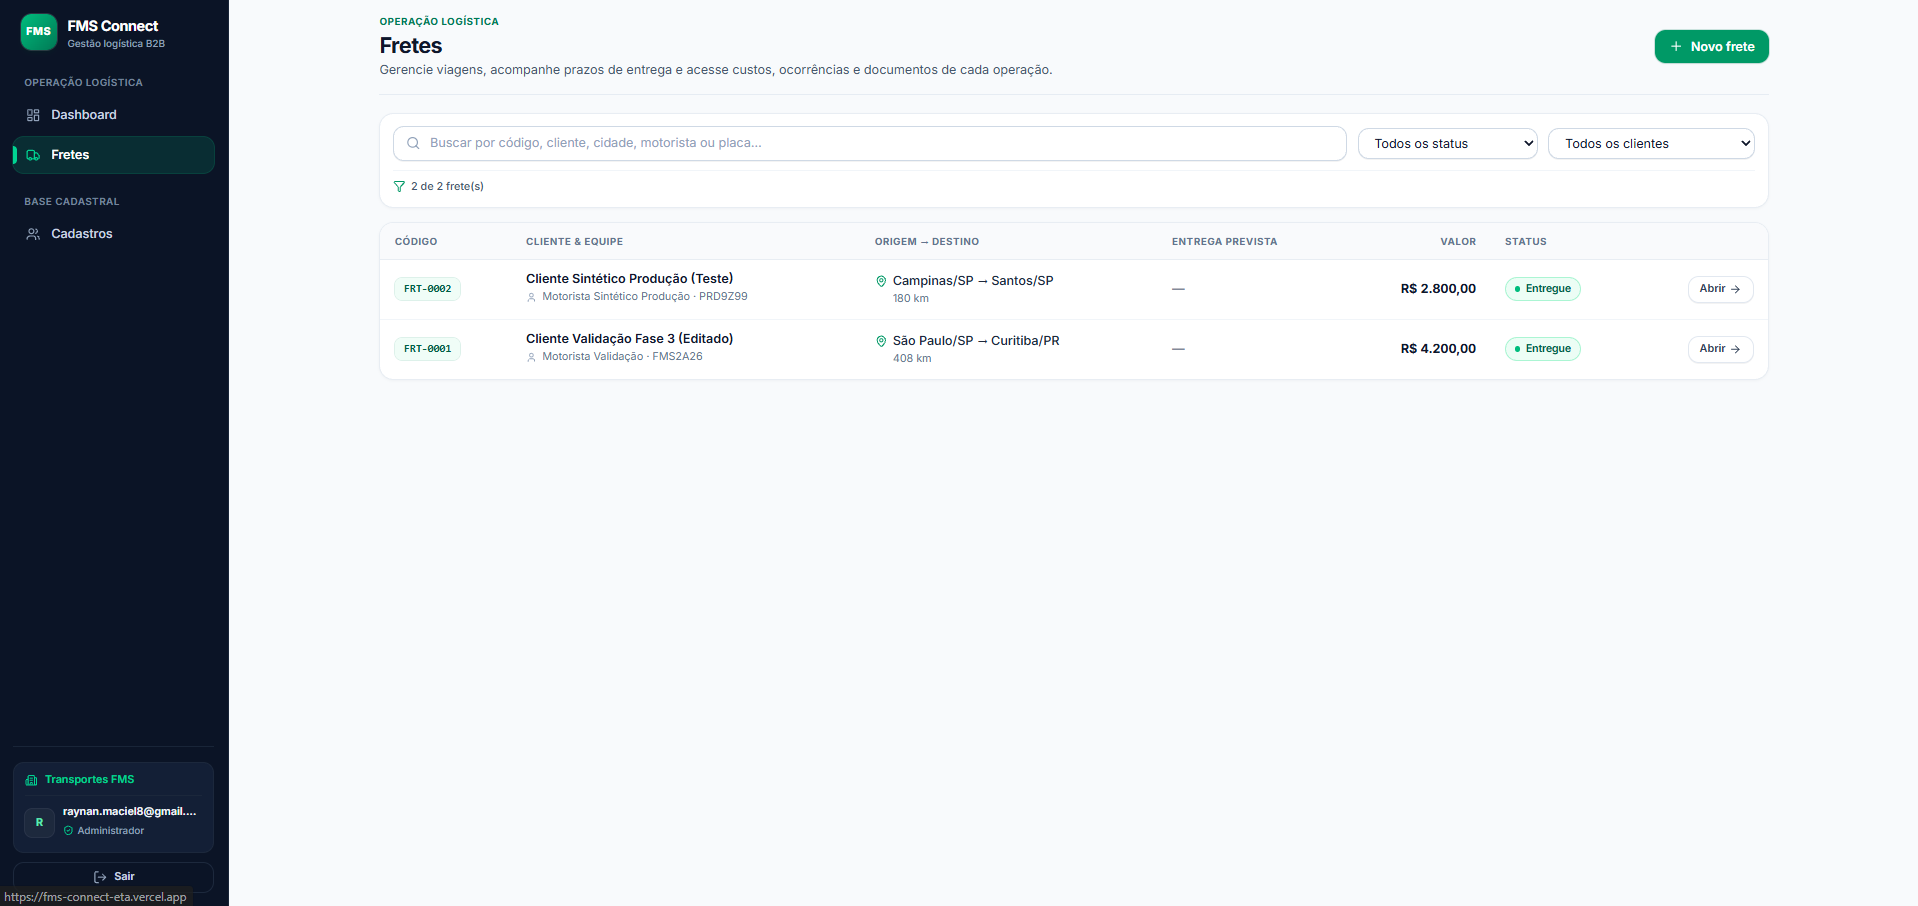 FMS
FMS Connect
Gestão logística B2B
OPERAÇÃO LOGÍSTICA
Dashboard
Fretes
BASE CADASTRAL
Cadastros
Transportes FMS
R
raynan.maciel8@gmail....
Administrador
Sair
https://fms-connect-eta.vercel.app
OPERAÇÃO LOGÍSTICA
Fretes
Gerencie viagens, acompanhe prazos de entrega e acesse custos, ocorrências e documentos de cada operação.
+ Novo frete
Buscar por código, cliente, cidade, motorista ou placa...
Todos os status
Todos os clientes
2 de 2 frete(s)
CÓDIGO CLIENTE & EQUIPE ORIGEM → DESTINO ENTREGA PREVISTA VALOR STATUS
FRT-0002 Cliente Sintético Produção (Teste) Campinas/SP → Santos/SP — R$ 2.800,00 Entregue Abrir →
Motorista Sintético Produção · PRD9Z99 180 km
FRT-0001 Cliente Validação Fase 3 (Editado) São Paulo/SP → Curitiba/PR — R$ 4.200,00 Entregue Abrir →
Motorista Validação · FMS2A26 408 km